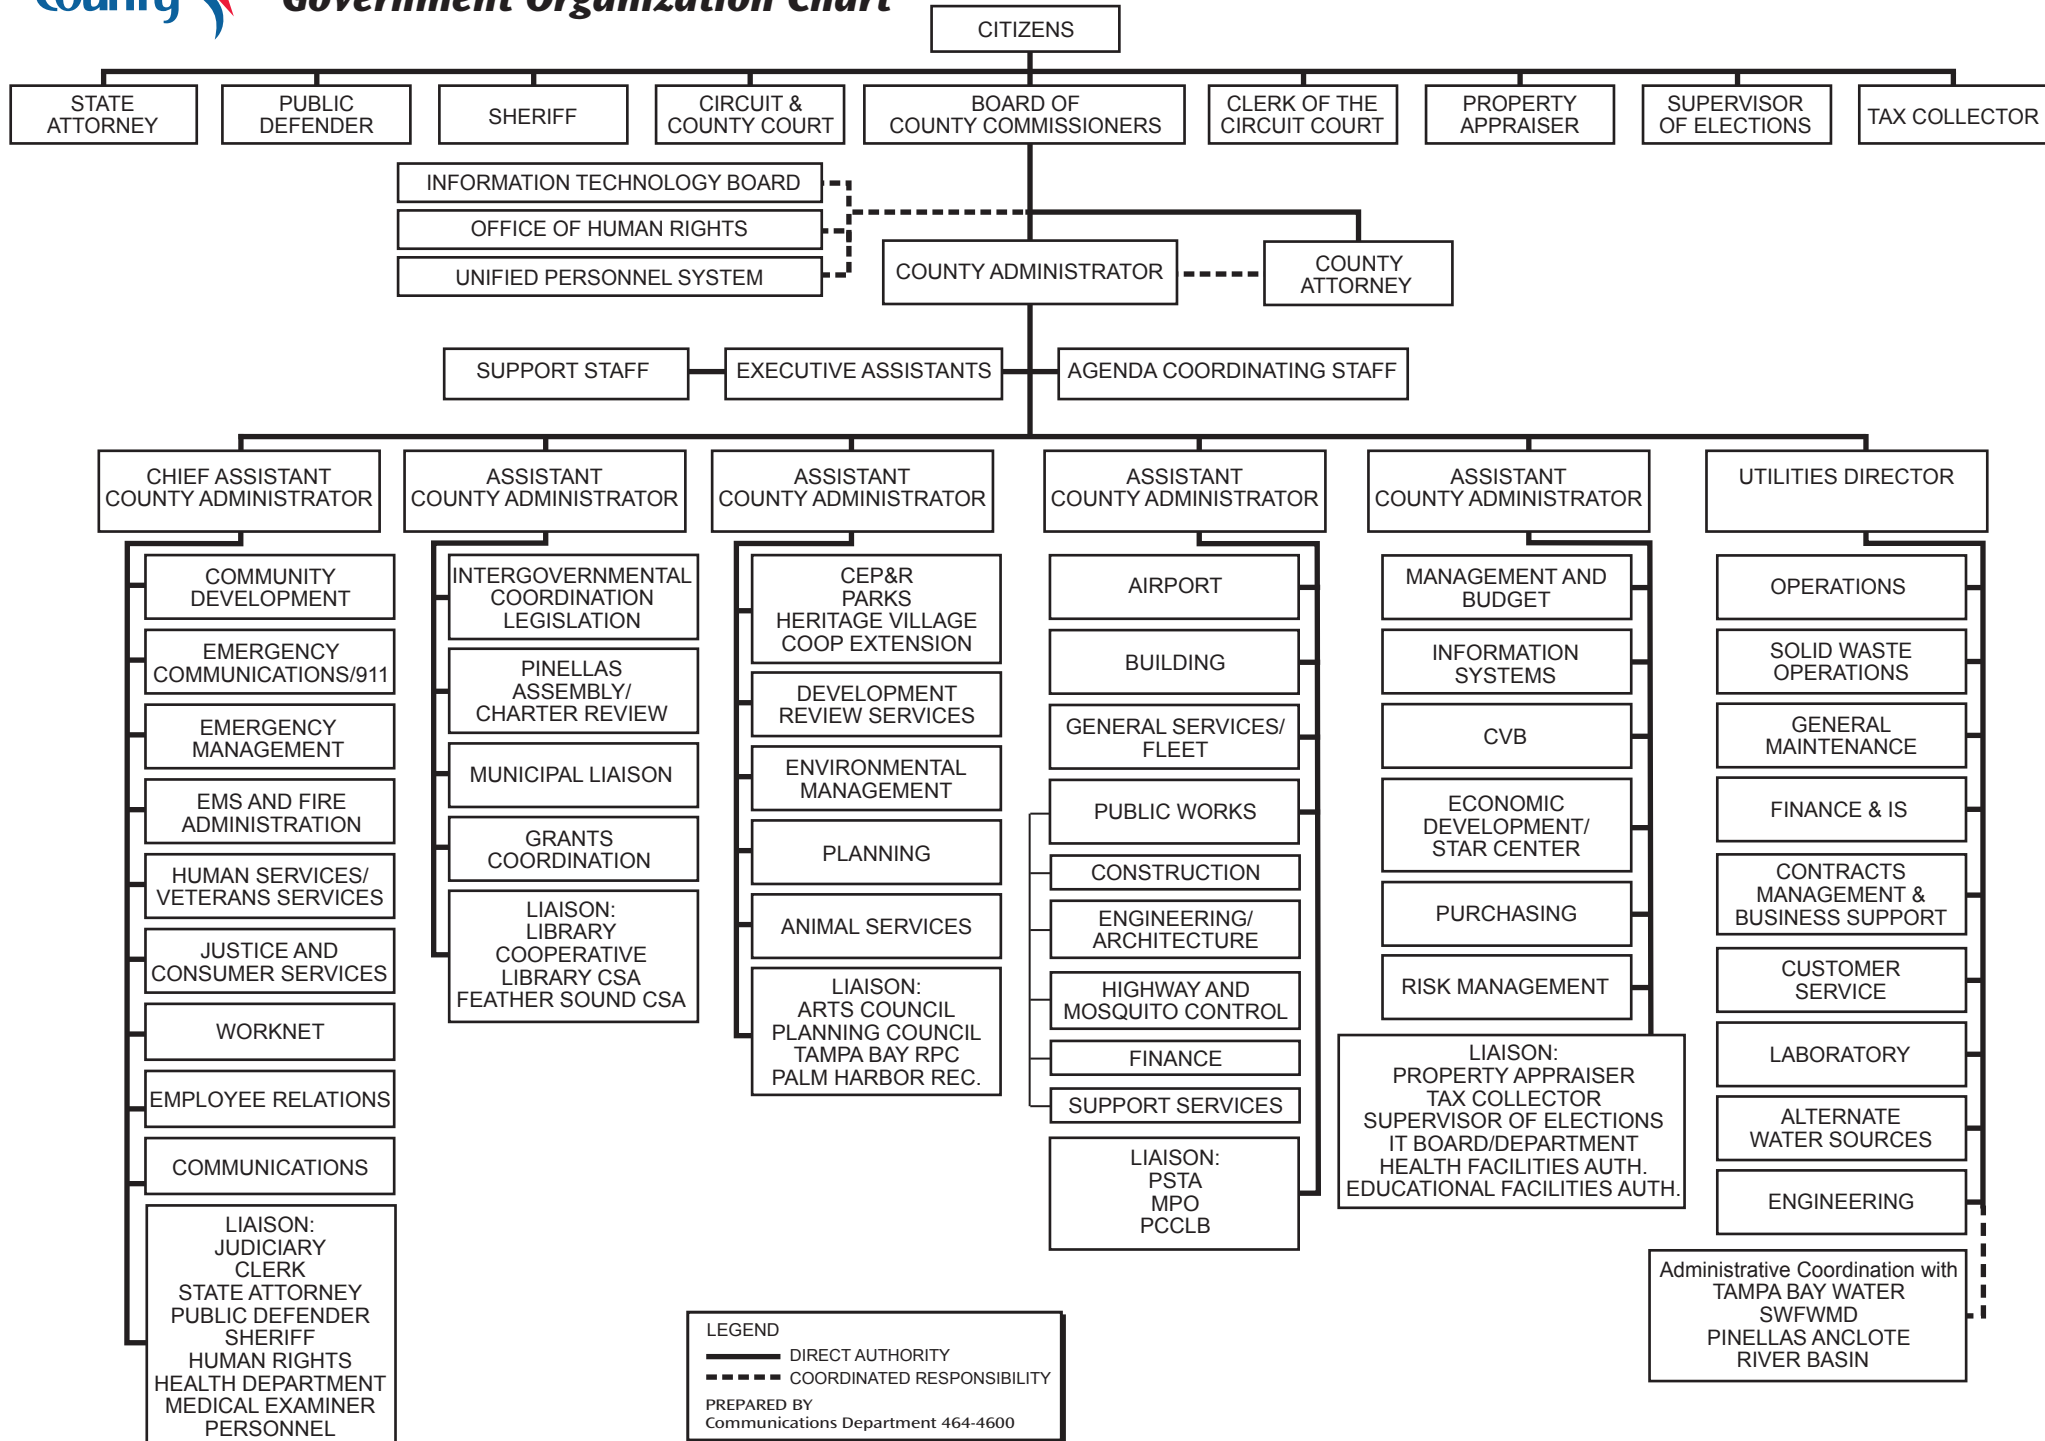 County
Government Organization Chart
CITIZENS
STATE
ATTORNEY
PUBLIC
DEFENDER
SHERIFF
CIRCUIT &
COUNTY COURT
BOARD OF
COUNTY COMMISSIONERS
CLERK OF THE
CIRCUIT COURT
PROPERTY
APPRAISER
SUPERVISOR
OF ELECTIONS
TAX COLLECTOR
INFORMATION TECHNOLOGY BOARD
OFFICE OF HUMAN RIGHTS
UNIFIED PERSONNEL SYSTEM
COUNTY ADMINISTRATOR
COUNTY
ATTORNEY
SUPPORT STAFF
EXECUTIVE ASSISTANTS
AGENDA COORDINATING STAFF
CHIEF ASSISTANT
COUNTY ADMINISTRATOR
COMMUNITY
DEVELOPMENT
EMERGENCY
COMMUNICATIONS/911
EMERGENCY
MANAGEMENT
EMS AND FIRE
ADMINISTRATION
HUMAN SERVICES/
VETERANS SERVICES
JUSTICE AND
CONSUMER SERVICES
WORKNET
EMPLOYEE RELATIONS
COMMUNICATIONS
LIAISON:
JUDICIARY
CLERK
STATE ATTORNEY
PUBLIC DEFENDER
SHERIFF
HUMAN RIGHTS
HEALTH DEPARTMENT
MEDICAL EXAMINER
PERSONNEL
ASSISTANT
COUNTY ADMINISTRATOR
INTERGOVERNMENTAL
COORDINATION
LEGISLATION
PINELLAS
ASSEMBLY/
CHARTER REVIEW
MUNICIPAL LIAISON
GRANTS
COORDINATION
LIAISON:
LIBRARY
COOPERATIVE
LIBRARY CSA
FEATHER SOUND CSA
ASSISTANT
COUNTY ADMINISTRATOR
CEP&R
PARKS
HERITAGE VILLAGE
COOP EXTENSION
DEVELOPMENT
REVIEW SERVICES
ENVIRONMENTAL
MANAGEMENT
PLANNING
ANIMAL SERVICES
LIAISON:
ARTS COUNCIL
PLANNING COUNCIL
TAMPA BAY RPC
PALM HARBOR REC.
ASSISTANT
COUNTY ADMINISTRATOR
AIRPORT
BUILDING
GENERAL SERVICES/
FLEET
PUBLIC WORKS
CONSTRUCTION
ENGINEERING/
ARCHITECTURE
HIGHWAY AND
MOSQUITO CONTROL
FINANCE
SUPPORT SERVICES
LIAISON:
PSTA
MPO
PCCLB
ASSISTANT
COUNTY ADMINISTRATOR
MANAGEMENT AND
BUDGET
INFORMATION
SYSTEMS
CVB
ECONOMIC
DEVELOPMENT/
STAR CENTER
PURCHASING
RISK MANAGEMENT
LIAISON:
PROPERTY APPRAISER
TAX COLLECTOR
SUPERVISOR OF ELECTIONS
IT BOARD/DEPARTMENT
HEALTH FACILITIES AUTH.
EDUCATIONAL FACILITIES AUTH.
UTILITIES DIRECTOR
OPERATIONS
SOLID WASTE
OPERATIONS
GENERAL
MAINTENANCE
FINANCE & IS
CONTRACTS
MANAGEMENT &
BUSINESS SUPPORT
CUSTOMER
SERVICE
LABORATORY
ALTERNATE
WATER SOURCES
ENGINEERING
Administrative Coordination with
TAMPA BAY WATER
SWFWMD
PINELLAS ANCLOTE
RIVER BASIN
LEGEND
DIRECT AUTHORITY
COORDINATED RESPONSIBILITY
PREPARED BY
Communications Department 464-4600